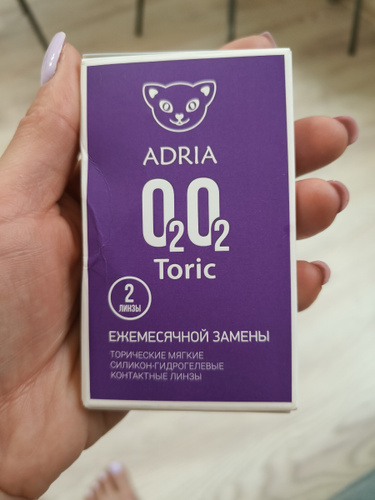 ADRIA
O2O2
Toric
2
ЛИНЗЫ
ЕЖЕМЕСЯЧНОЙ ЗАМЕНЫ
ТОРИЧЕСКИЕ МЯГКИЕ
СИЛИКОН-ГИДРОГЕЛЕВЫЕ
КОНТАКТНЫЕ ЛИНЗЫ